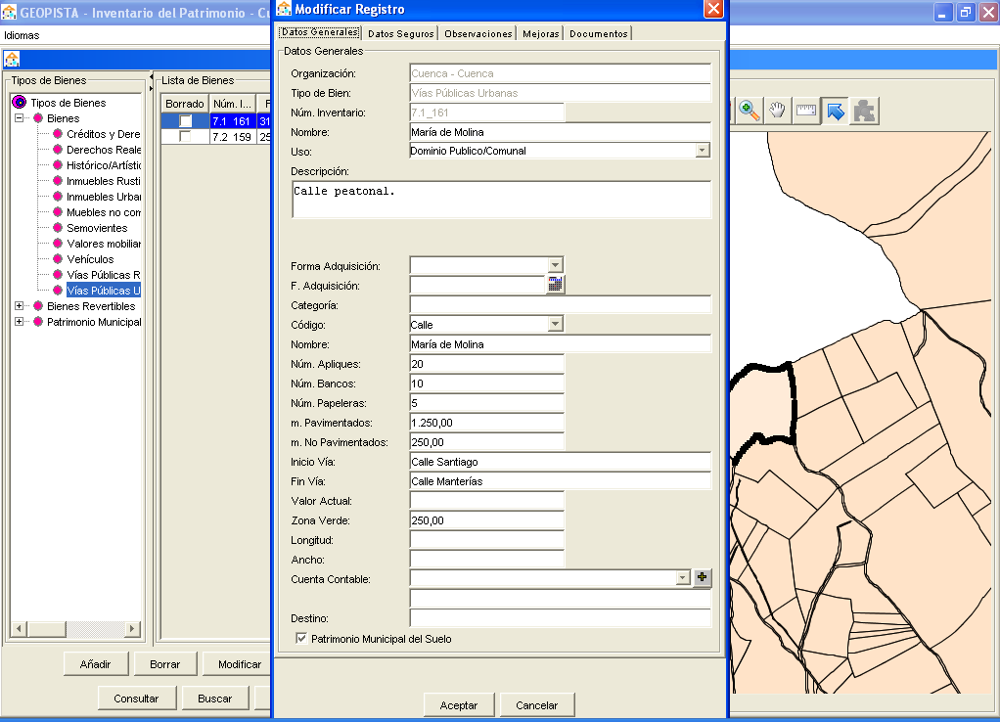 GEOPISTA - Inventario del Patrimonio - Cu
Idiomas
Tipos de Bienes
Tipos de Bienes
Bienes
Créditos y Dere
Derechos Reale
Histórico/Artístic
Inmuebles Rusti
Inmuebles Urba
Muebles no com
Semovientes
Valores mobiliar
Vehículos
Vías Públicas R
Vías Públicas U
Bienes Revertibles
Patrimonio Municipal
Lista de Bienes
Borrado Núm. I... F
7.1_161 31
7.2_159 25
Añadir Borrar Modificar
Consultar Buscar
Modificar Registro
Datos Generales Datos Seguros Observaciones Mejoras Documentos
Datos Generales
Organización: Cuenca - Cuenca
Tipo de Bien: Vías Públicas Urbanas
Núm. Inventario: 7.1_161
Nombre: María de Molina
Uso: Dominio Publico/Comunal
Descripción:
Calle peatonal.
Forma Adquisición:
F. Adquisición:
Categoría:
Código: Calle
Nombre: María de Molina
Núm. Apliques: 20
Núm. Bancos: 10
Núm. Papeleras: 5
m. Pavimentados: 1.250,00
m. No Pavimentados: 250,00
Inicio Vía: Calle Santiago
Fin Vía: Calle Manterías
Valor Actual:
Zona Verde: 250,00
Longitud:
Ancho:
Cuenta Contable:
Destino:
Patrimonio Municipal del Suelo
Aceptar Cancelar